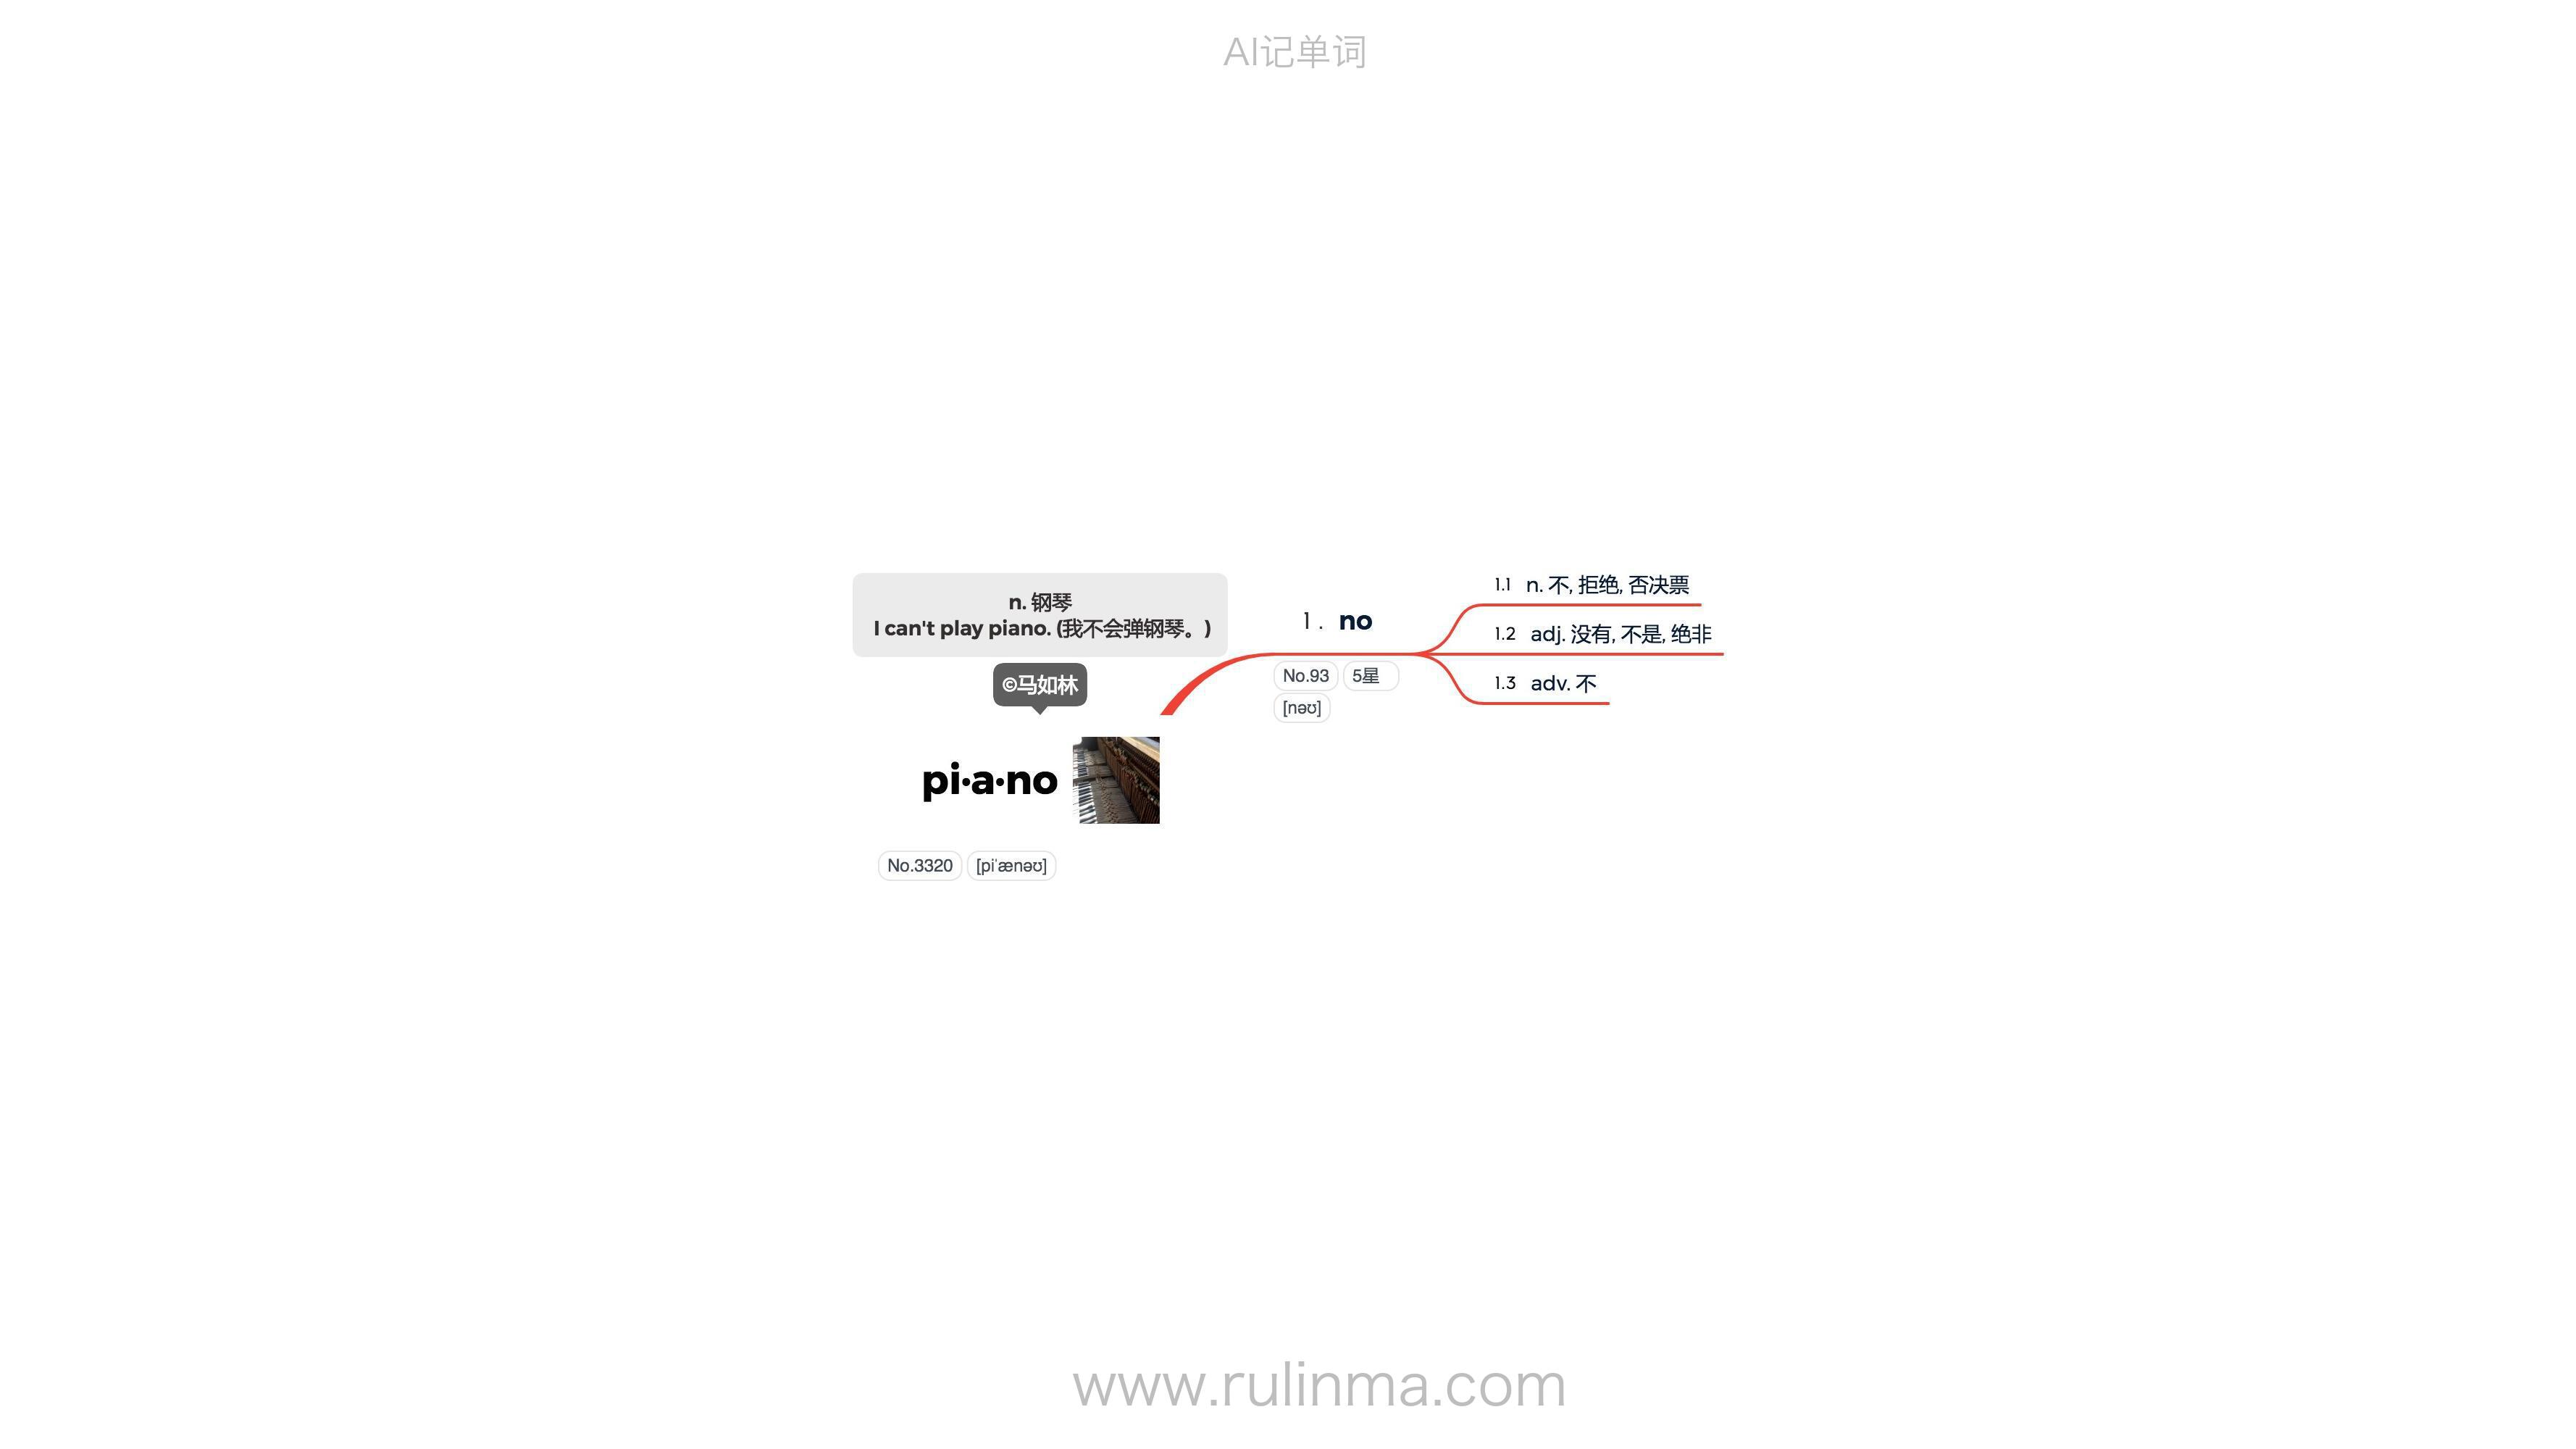 AI记单词
n. 钢琴
I can't play piano. (我不会弹钢琴。)
©马如林
pi·a·no
No.3320 [piˈænəʊ]
1. no
No.93 5星
[nəʊ]
1.1 n. 不, 拒绝, 否决票
1.2 adj. 没有, 不是, 绝非
1.3 adv. 不
www.rulinma.com